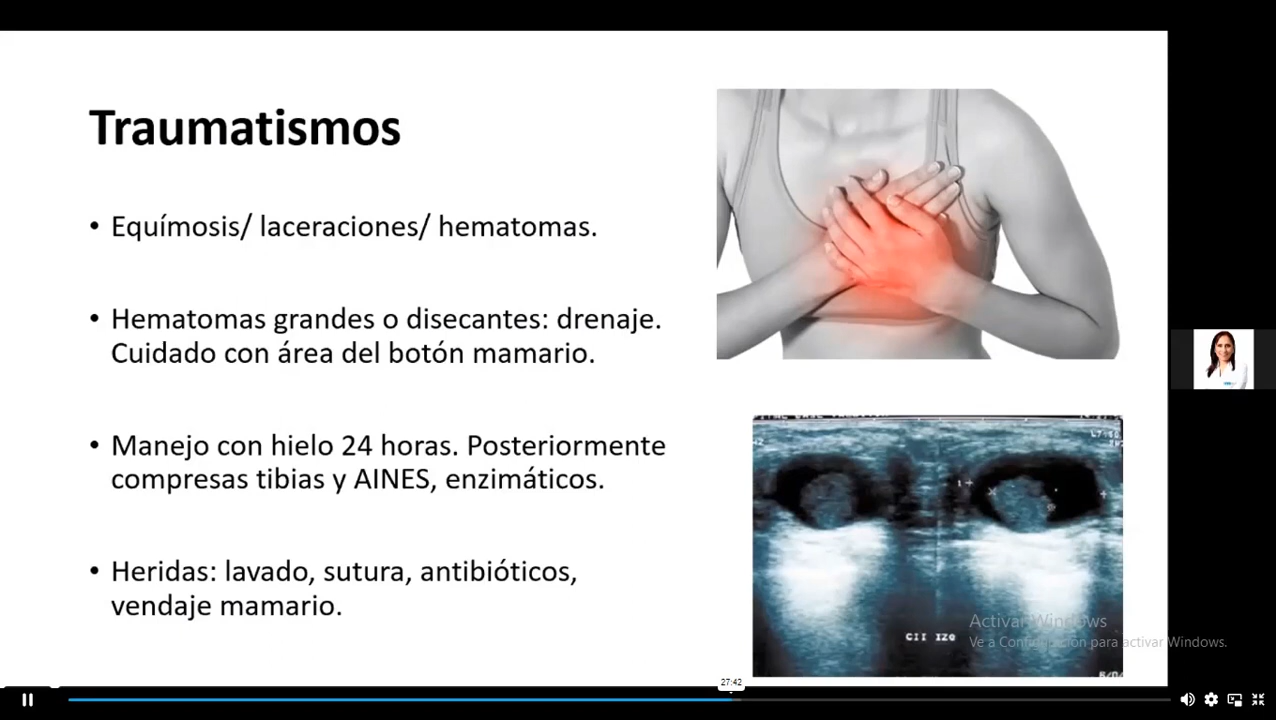 Traumatismos
• Equímosis/ laceraciones/ hematomas.
• Hematomas grandes o disecantes: drenaje.
Cuidado con área del botón mamario.
• Manejo con hielo 24 horas. Posteriormente
compresas tibias y AINES, enzimáticos.
• Heridas: lavado, sutura, antibióticos,
vendaje mamario.
CII IZQ
Activar Windows
Ve a Configuración para activar Windows.
27:42